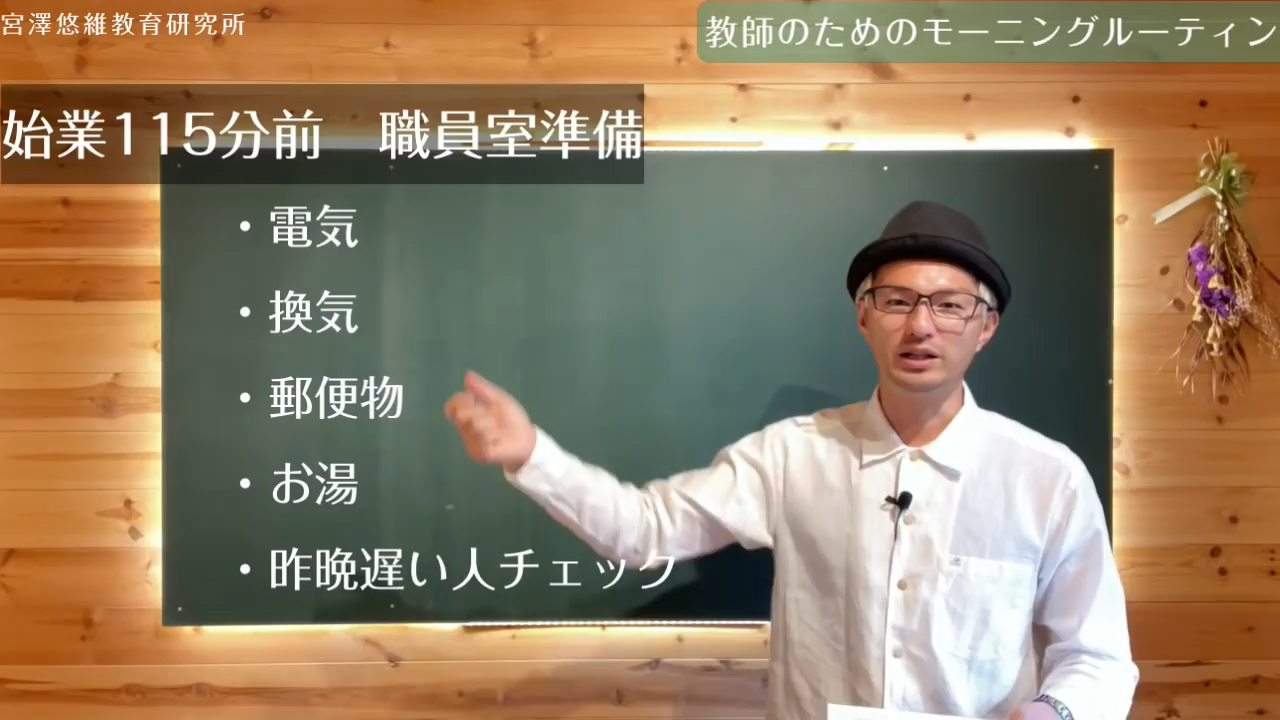 宮澤悠維教育研究所
教師のためのモーニングルーティン
始業115分前　職員室準備
・電気
・換気
・郵便物
・お湯
・昨晩遅い人チェック